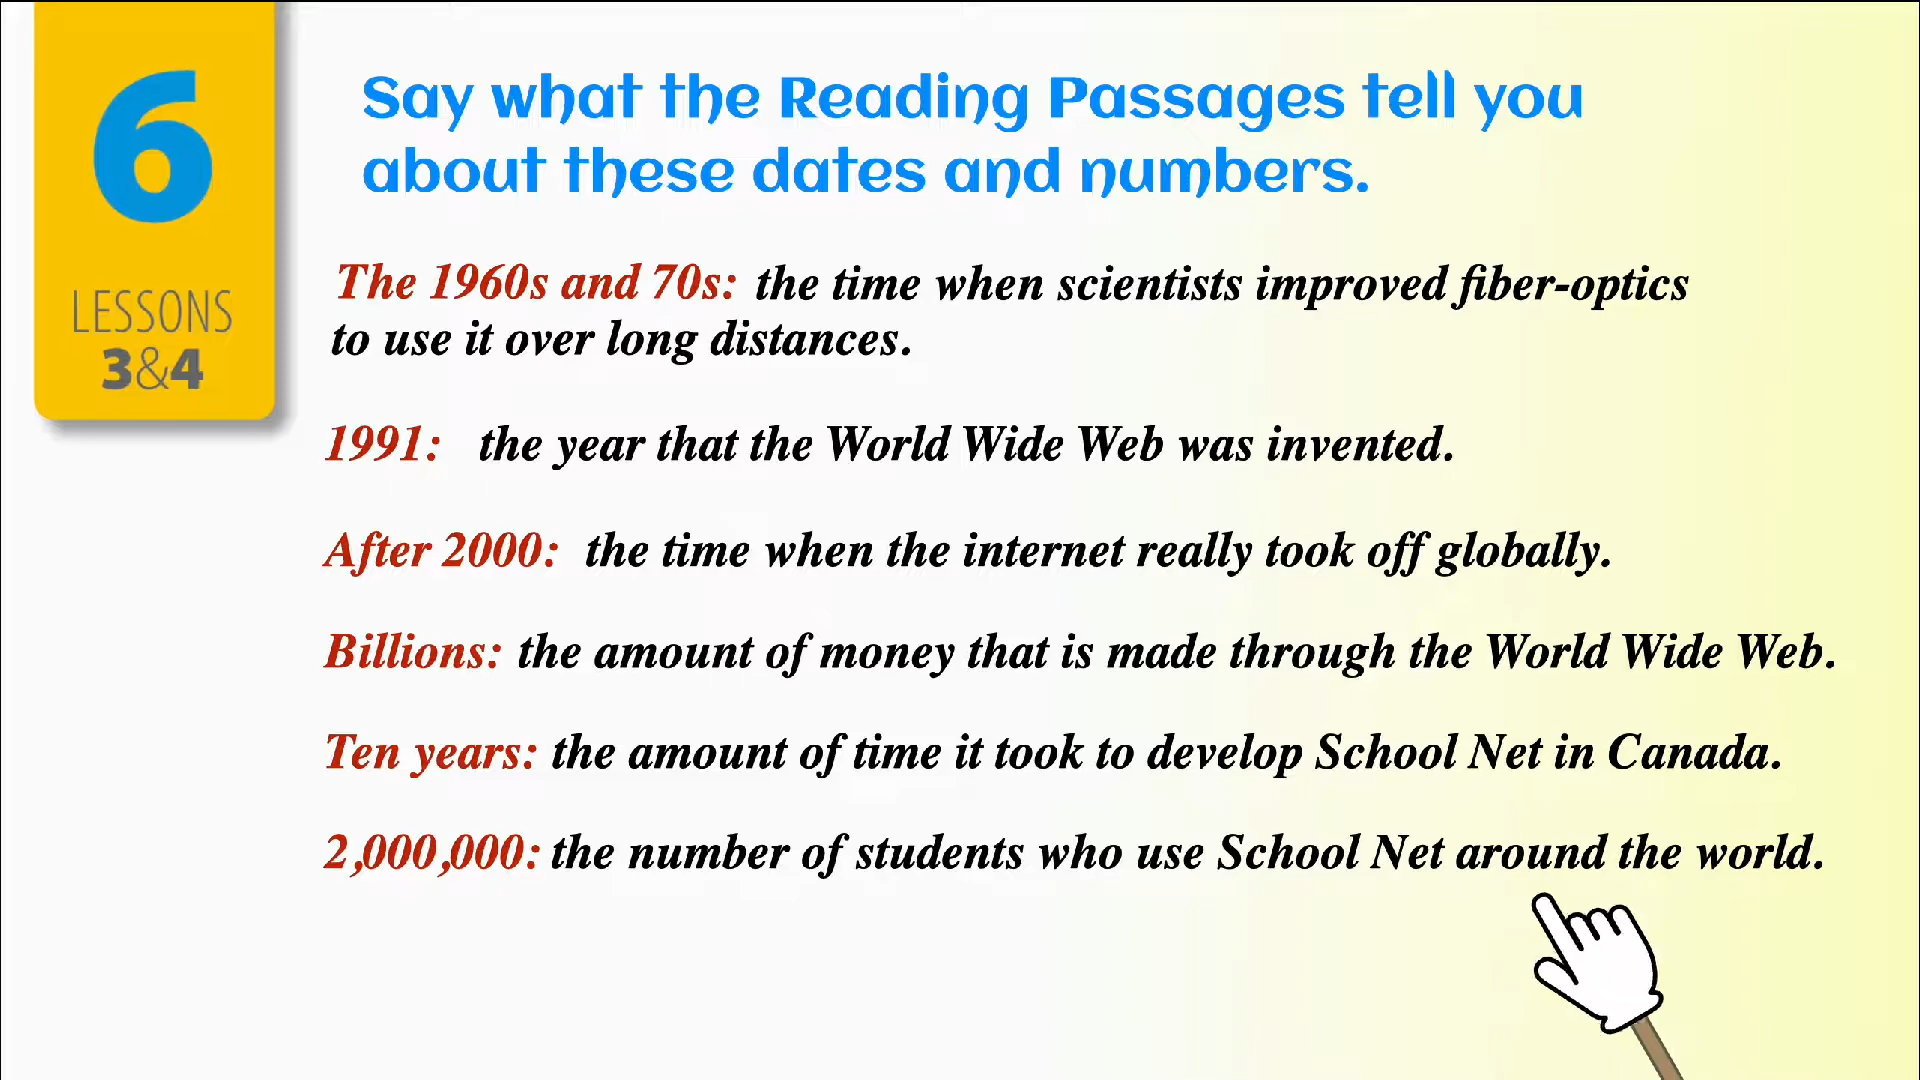 6
LESSONS
3&4
Say what the Reading Passages tell you
about these dates and numbers.
The 1960s and 70s: the time when scientists improved fiber-optics
to use it over long distances.
1991: the year that the World Wide Web was invented.
After 2000: the time when the internet really took off globally.
Billions: the amount of money that is made through the World Wide Web.
Ten years: the amount of time it took to develop School Net in Canada.
2,000,000: the number of students who use School Net around the world.